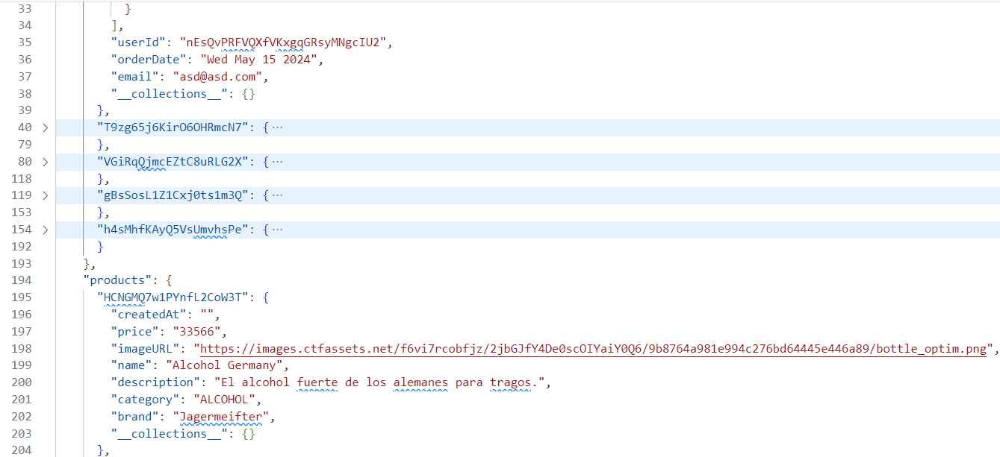 33 }
34 ],
35 "userId": "nEsQvPRFVQXfVKxgqGRsyMNgcIU2",
36 "orderDate": "Wed May 15 2024",
37 "email": "asd@asd.com",
38 "__collections__": {}
39 },
40 > "T9zg65j6KirO6OHRmcN7": { ···
79 },
80 > "VGiRqQjmcEZtC8uRLG2X": { ···
118 },
119 > "gBsSosL1Z1Cxj0ts1m3Q": { ···
153 },
154 > "h4sMhfKAyQ5VsUmvhsPe": { ···
192 }
193 },
194 "products": {
195 "HCNGMQ7w1PYnfL2CoW3T": {
196 "createdAt": "",
197 "price": "33566",
198 "imageURL": "https://images.ctfassets.net/f6vi7rcobfjz/2jbGJfY4De0scOIYaiY0Q6/9b8764a981e994c276bd64445e446a89/bottle_optim.png",
199 "name": "Alcohol Germany",
200 "description": "El alcohol fuerte de los alemanes para tragos.",
201 "category": "ALCOHOL",
202 "brand": "Jagermeifter",
203 "__collections__": {}
204 },